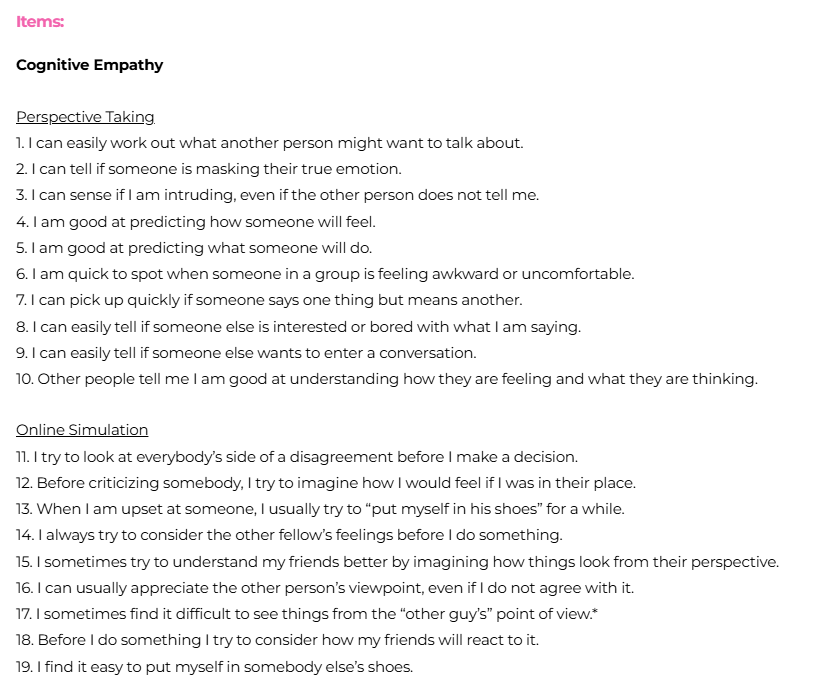 Items:
Cognitive Empathy
Perspective Taking
1. I can easily work out what another person might want to talk about.
2. I can tell if someone is masking their true emotion.
3. I can sense if I am intruding, even if the other person does not tell me.
4. I am good at predicting how someone will feel.
5. I am good at predicting what someone will do.
6. I am quick to spot when someone in a group is feeling awkward or uncomfortable.
7. I can pick up quickly if someone says one thing but means another.
8. I can easily tell if someone else is interested or bored with what I am saying.
9. I can easily tell if someone else wants to enter a conversation.
10. Other people tell me I am good at understanding how they are feeling and what they are thinking.
Online Simulation
11. I try to look at everybody’s side of a disagreement before I make a decision.
12. Before criticizing somebody, I try to imagine how I would feel if I was in their place.
13. When I am upset at someone, I usually try to “put myself in his shoes” for a while.
14. I always try to consider the other fellow’s feelings before I do something.
15. I sometimes try to understand my friends better by imagining how things look from their perspective.
16. I can usually appreciate the other person’s viewpoint, even if I do not agree with it.
17. I sometimes find it difficult to see things from the “other guy’s” point of view.*
18. Before I do something I try to consider how my friends will react to it.
19. I find it easy to put myself in somebody else’s shoes.